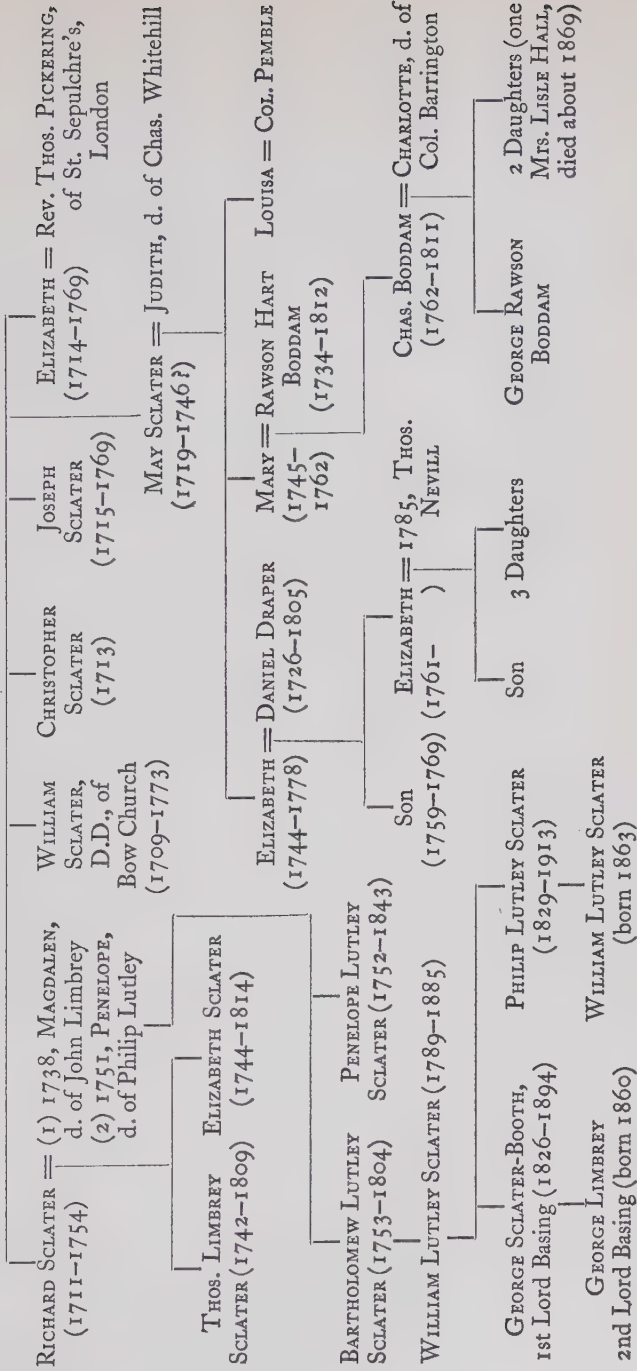 RICHARD SCLATER = (1) 1738, MAGDALEN,
(1711–1754) d. of John Limbrey
(2) 1751, PENELOPE,
d. of Philip Lutley
WILLIAM
SCLATER,
D.D., of
Bow Church
(1709–1773)
CHRISTOPHER
SCLATER
(1713)
JOSEPH
SCLATER
(1715–1769)
ELIZABETH = Rev. THOS. PICKERING,
(1714–1769) of St. Sepulchre's,
London
MAY SCLATER = JUDITH, d. of Chas. Whitehill
(1719–1746?)
THOS. LIMBREY
SCLATER (1742–1809)
ELIZABETH SCLATER
(1744–1814)
ELIZABETH = DANIEL DRAPER
(1744–1778) (1726–1805)
MARY = RAWSON HART
(1745– BODDAM
1762) (1734–1812)
LOUISA = COL. PEMBLE
BARTHOLOMEW LUTLEY
SCLATER (1753–1804)
PENELOPE LUTLEY
SCLATER (1752–1843)
Son
(1759–1769)
ELIZABETH = 1785, THOS.
(1761– ) NEVILL
CHAS. BODDAM = CHARLOTTE, d. of
(1762–1811) Col. Barrington
WILLIAM LUTLEY SCLATER (1789–1885)
Son
3 Daughters
GEORGE RAWSON
BODDAM
2 Daughters (one
Mrs. LISLE HALL,
died about 1869)
GEORGE SCLATER-BOOTH,
1st Lord Basing (1826–1894)
PHILIP LUTLEY SCLATER
(1829–1913)
GEORGE LIMBREY
2nd Lord Basing (born 1860)
WILLIAM LUTLEY SCLATER
(born 1863)